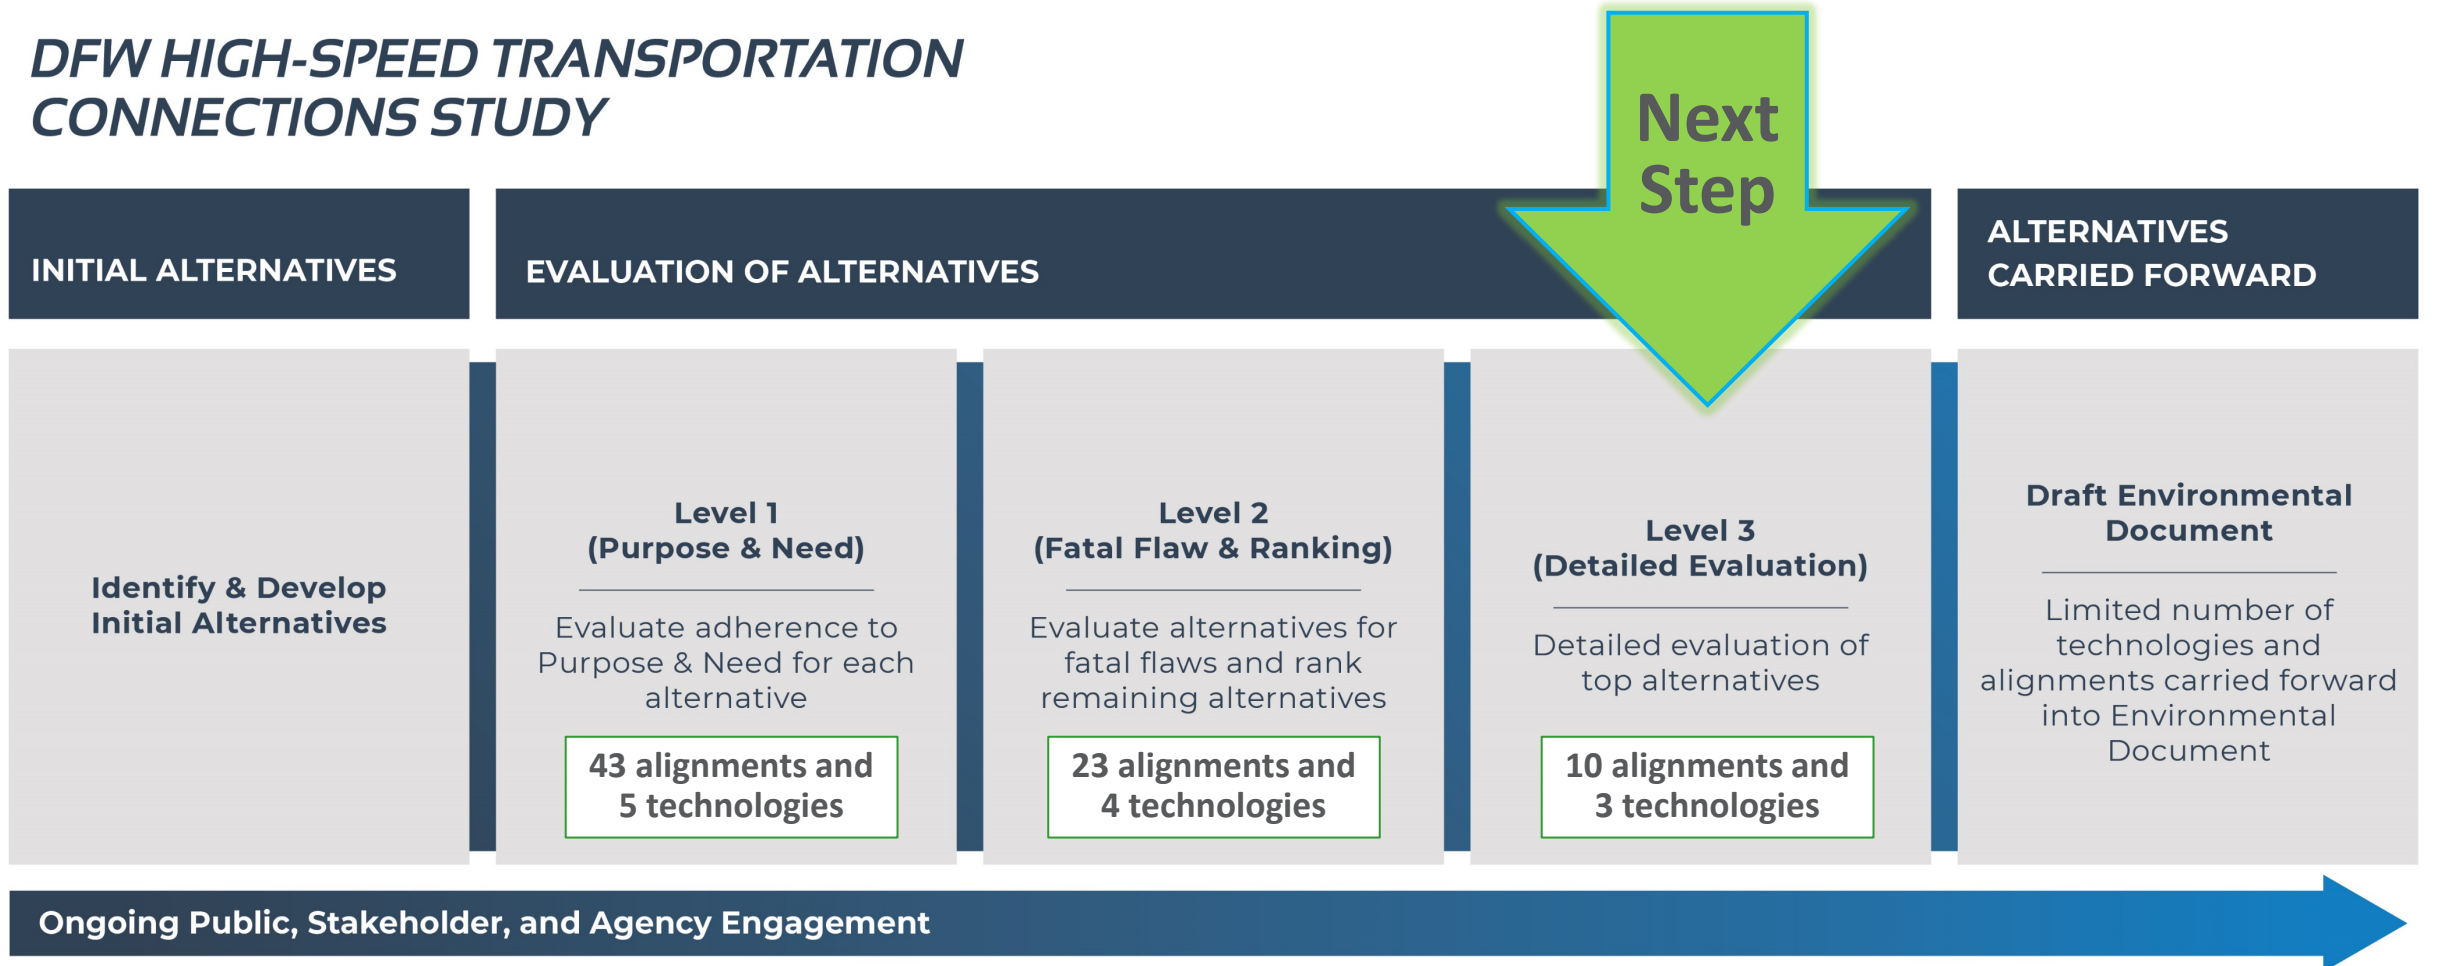 DFW HIGH-SPEED TRANSPORTATION
CONNECTIONS STUDY
Next
Step
INITIAL ALTERNATIVES
EVALUATION OF ALTERNATIVES
ALTERNATIVES
CARRIED FORWARD
Identify & Develop
Initial Alternatives
Level 1
(Purpose & Need)
Evaluate adherence to
Purpose & Need for each
alternative
43 alignments and
5 technologies
Level 2
(Fatal Flaw & Ranking)
Evaluate alternatives for
fatal flaws and rank
remaining alternatives
23 alignments and
4 technologies
Level 3
(Detailed Evaluation)
Detailed evaluation of
top alternatives
10 alignments and
3 technologies
Draft Environmental
Document
Limited number of
technologies and
alignments carried forward
into Environmental
Document
Ongoing Public, Stakeholder, and Agency Engagement